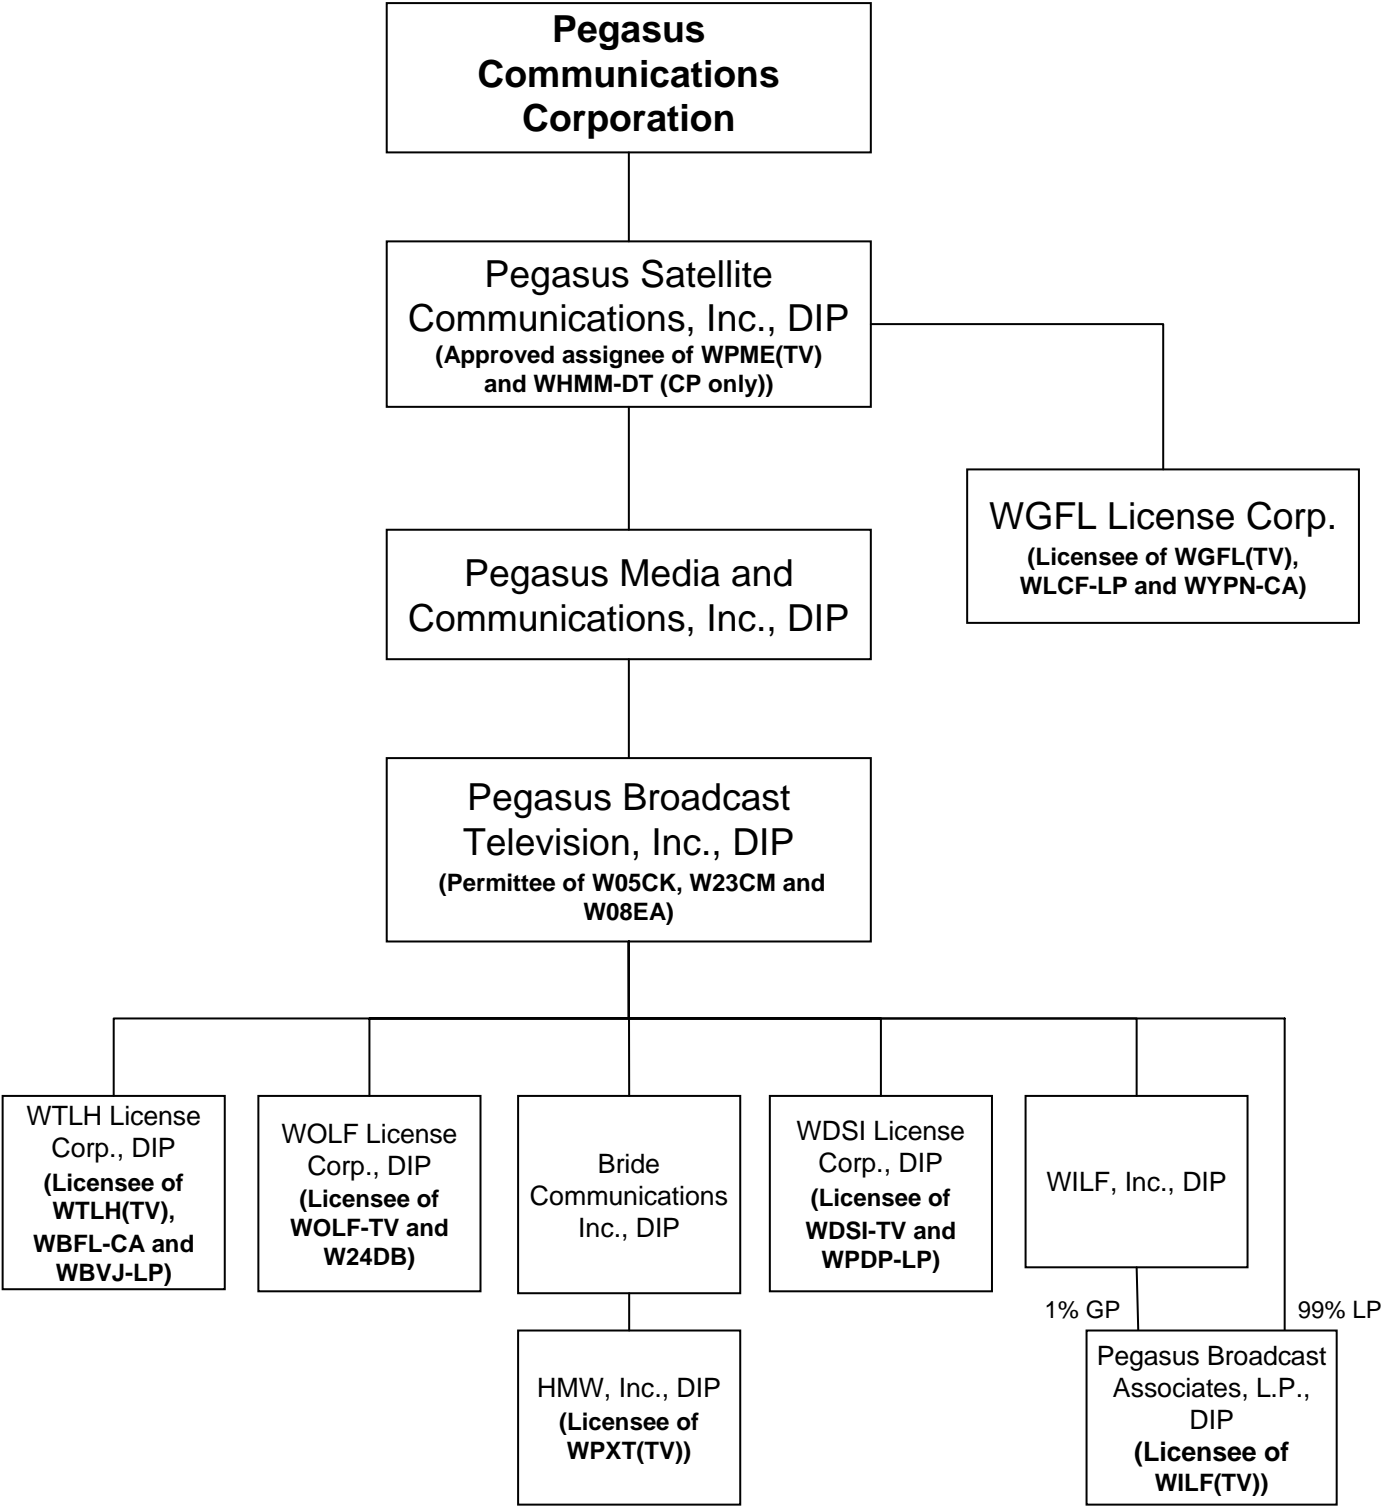 Pegasus
Communications
Corporation
Pegasus Satellite
Communications, Inc., DIP
(Approved assignee of WPME(TV)
and WHMM-DT (CP only))
WGFL License Corp.
(Licensee of WGFL(TV),
WLCF-LP and WYPN-CA)
Pegasus Media and
Communications, Inc., DIP
Pegasus Broadcast
Television, Inc., DIP
(Permittee of W05CK, W23CM and
W08EA)
WTLH License
Corp., DIP
(Licensee of
WTLH(TV),
WBFL-CA and
WBVJ-LP)
WOLF License
Corp., DIP
(Licensee of
WOLF-TV and
W24DB)
Bride
Communications
Inc., DIP
WDSI License
Corp., DIP
(Licensee of
WDSI-TV and
WPDP-LP)
WILF, Inc., DIP
1% GP
99% LP
HMW, Inc., DIP
(Licensee of
WPXT(TV))
Pegasus Broadcast
Associates, L.P.,
DIP
(Licensee of
WILF(TV))